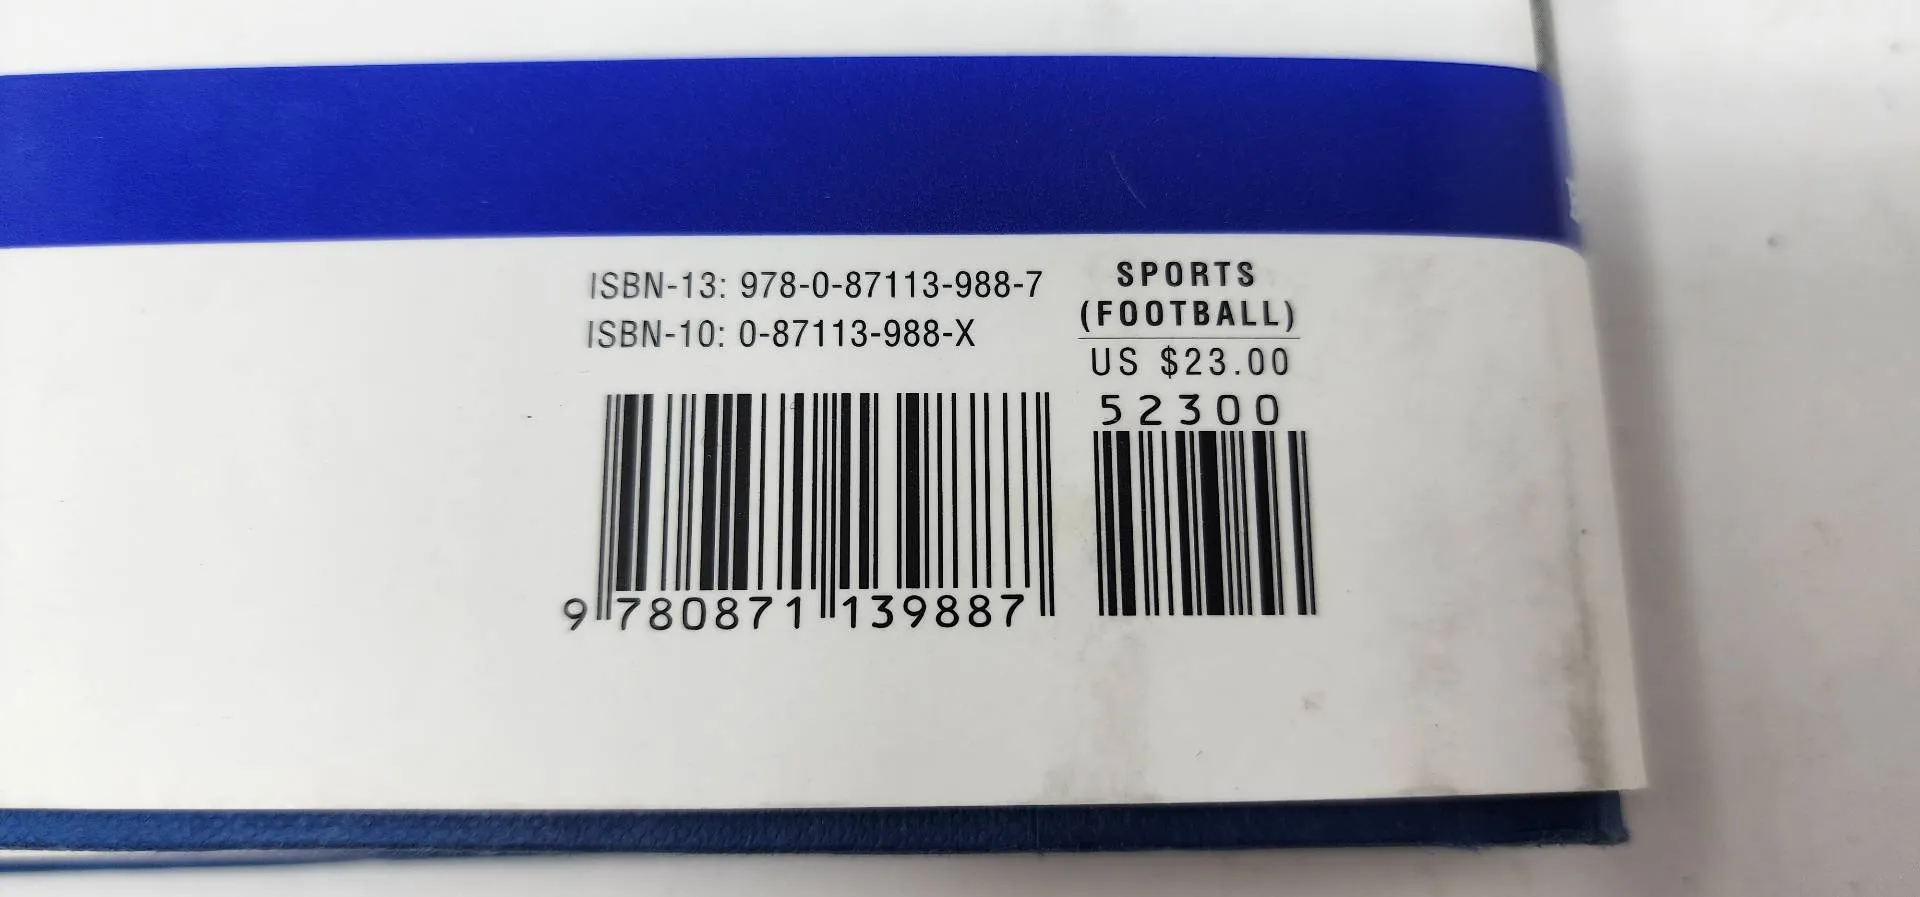 ISBN-13: 978-0-87113-988-7
ISBN-10: 0-87113-988-X
SPORTS
(FOOTBALL)
US $23.00
52300
9 780871 139887